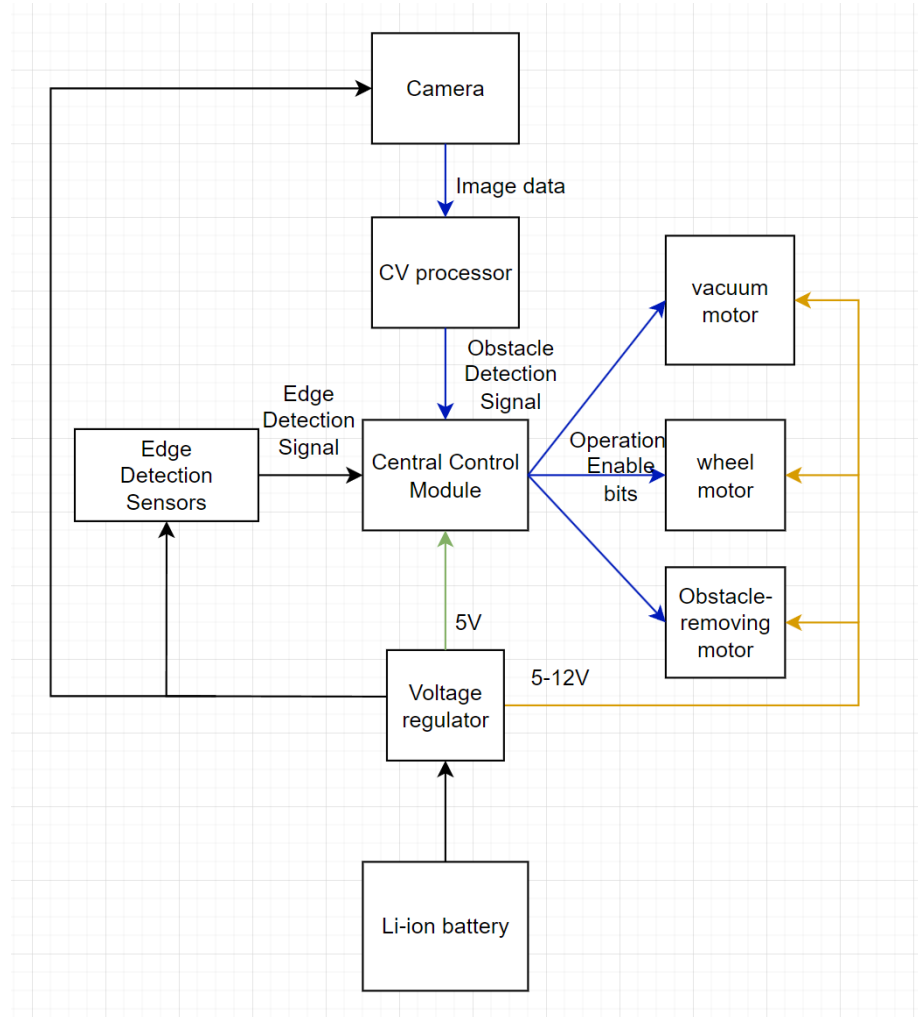 Camera
Image data
CV processor
vacuum
motor
Obstacle
Detection
Signal
Edge
Detection
Signal
Edge
Detection
Sensors
Central Control
Module
Operation
Enable
bits
wheel
motor
Obstacle-
removing
motor
5V
5-12V
Voltage
regulator
Li-ion battery